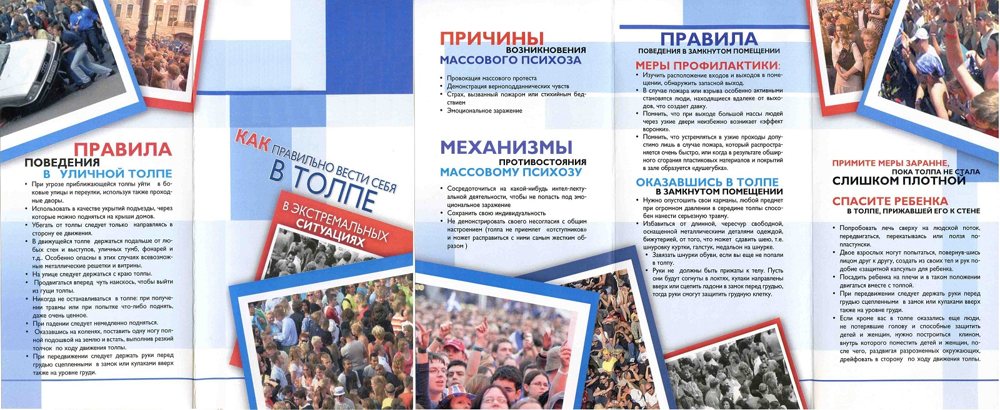 ПРАВИЛА
ПОВЕДЕНИЯ
В УЛИЧНОЙ ТОЛПЕ
• При угрозе приближающейся толпы уйти в бо-
ковые улицы и переулки, используя также проход-
ные дворы.
• Использовать в качестве укрытий подъезды, через
которые можно подняться на крыши домов.
• Убегать от толпы следует только направляясь в
сторону ее движения.
• В движущейся толпе держаться подальше от лю-
бых стен и выступов, уличных тумб, фонарей и
т.д.. Особенно опасны в этих случаях всевозмож-
ные металлические решетки и витрины.
• На улице следует держаться с краю толпы.
• Продвигаться вперед чуть наискось, чтобы выйти
из гущи толпы.
• Никогда не останавливаться в толпе: при получе-
нии травмы или при попытке что-либо поднять,
даже очень ценное.
• При падении следует немедленно подняться.
• Оказавшись на коленях, поставить одну ногу пол-
ной подошвой на землю и встать, выполнив резкий
толчок по ходу движения толпы.
• При передвижении следует держать руки перед
грудью сцепленными в замок или кулаками вверх
также на уровне груди.
КАК ПРАВИЛЬНО ВЕСТИ СЕБЯ
В ТОЛПЕ
В ЭКСТРЕМАЛЬНЫХ
СИТУАЦИЯХ
ПРИЧИНЫ
ВОЗНИКНОВЕНИЯ
МАССОВОГО ПСИХОЗА
• Провокация массового протеста
• Демонстрация верноподданнических чувств
• Страх, вызванный пожаром или стихийным бед-
ствием
• Эмоциональное заражение
МЕХАНИЗМЫ
ПРОТИВОСТОЯНИЯ
МАССОВОМУ ПСИХОЗУ
• Сосредоточиться на какой-нибудь интел-лекту-
альной деятельности, чтобы не попасть под эмо-
циональное заражение
• Сохранить свою индивидуальность
• Не демонстрировать своего несогласия с общим
настроением (толпа не приемлет «отступников»
и может расправиться с ними самым жестким об-
разом )
ПРАВИЛА
ПОВЕДЕНИЯ В ЗАМКНУТОМ ПОМЕЩЕНИИ
МЕРЫ ПРОФИЛАКТИКИ:
• Изучить расположение входов и выходов в поме-
щении, обнаружить запасной выход.
• В случае пожара или взрыва особенно активными
становятся люди, находящиеся вдалеке от выхо-
дов, что создает давку.
• Помнить, что при выходе большой массы людей
через узкие двери неизбежно возникает «эффект
воронки».
• Помнить, что устремляться в узкие проходы допу-
стимо лишь в случае пожара, который распростра-
няется очень быстро, или когда в результате обшир-
ного сгорания пластиковых материалов и покрытий
в зале образуется «душегубка».
ОКАЗАВШИСЬ В ТОЛПЕ
В ЗАМКНУТОМ ПОМЕЩЕНИИ
• Нужно опустошить свои карманы, любой предмет
при огромном давлении в середине толпы спосо-
бен нанести серьезную травму.
• Избавиться от длинной, чересчур свободной,
оснащенной металлическими деталями одеждой,
бижутерией, от того, что может сдавить шею, т.е.
шнуровку куртки, галстук, медальон на шнурке.
• Завязать шнурки обуви, если вы еще не попали
в толпу.
• Руки не должны быть прижаты к телу. Пусть
они будут согнуты в локтях, кулаки направлены
вверх или сцепить ладони в замок перед грудью,
тогда руки смогут защитить грудную клетку.
ПРИМИТЕ МЕРЫ ЗАРАННЕ,
ПОКА ТОЛПА НЕ СТАЛА
СЛИШКОМ ПЛОТНОЙ
СПАСИТЕ РЕБЕНКА
В ТОЛПЕ, ПРИЖАВШЕЙ ЕГО К СТЕНЕ
• Попробовать лечь сверху на людской поток,
передвигаться, перекатываясь или ползя по-
пластунски.
• Двое взрослых могут попытаться, повернув-шись
лицом друг к другу, создать из своих тел и рук по-
добие «защитной капсулы» для ребенка.
• Посадить ребенка на плечи и в таком положении
двигаться вместе с толпой.
• При передвижении следует держать руки перед
грудью сцепленными в замок или кулаками вверх
также на уровне груди.
• Если кроме вас в толпе оказались еще люди,
не потерявшие голову и способные защитить
детей и женщин, нужно построиться клином,
внутрь которого поместить детей и женщин, по-
сле чего, раздвигая разрозненных окружающих,
дрейфовать в сторону по ходу движения толпы.